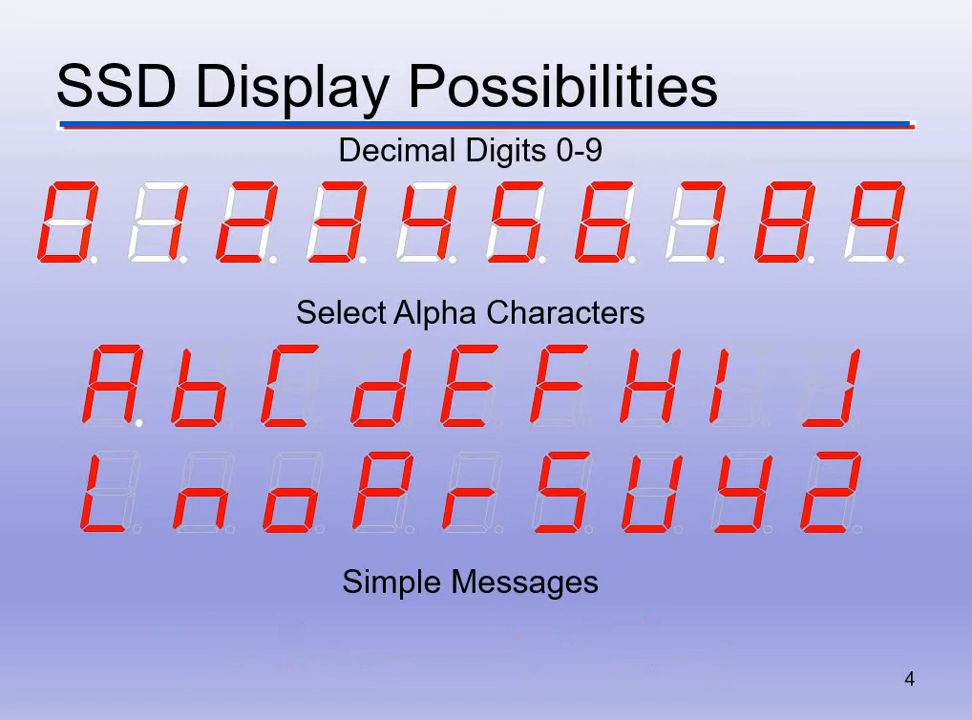 SSD Display Possibilities
Decimal Digits 0-9
0 1 2 3 4 5 6 7 8 9
Select Alpha Characters
A b C d E F H I J
L n o P r S U y Z
Simple Messages
4